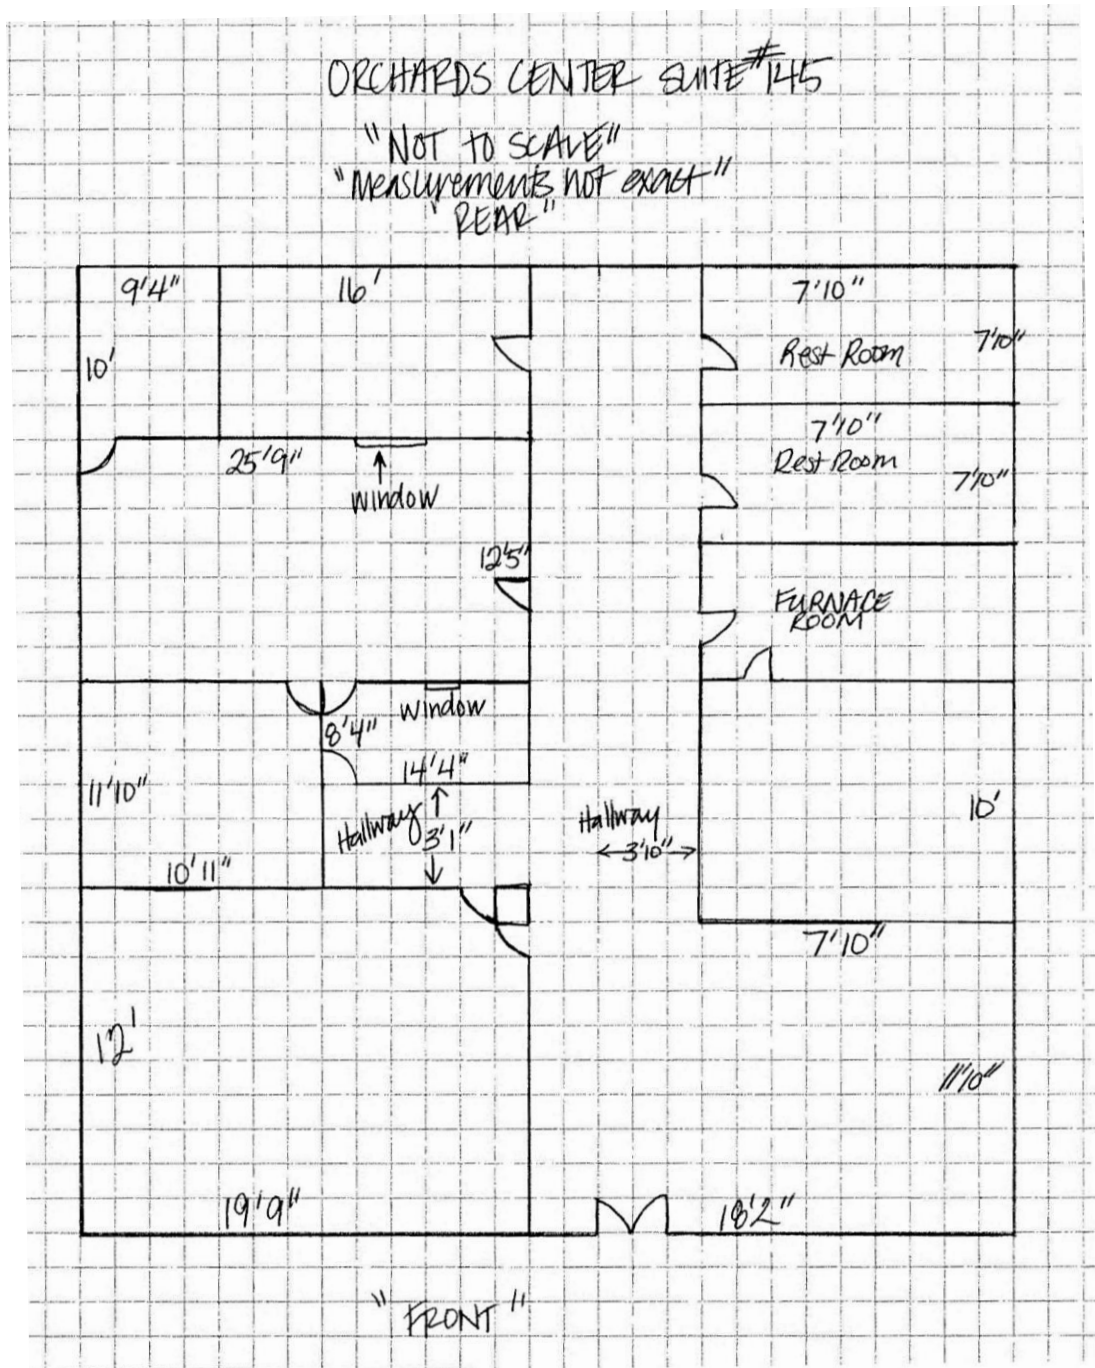 ORCHARDS CENTER SUITE #145
"NOT TO SCALE"
"Measurements not exact"
"REAR"
9'4"
16'
7'10"
10'
Rest Room
7'10"
25'9"
7'10"
Rest Room
7'10"
window
12'5"
FURNACE
ROOM
window
8'4"
14'4"
11'10"
Hallway
3'1"
Hallway
3'10"
10'
10'11"
7'10"
12'
11'10"
19'9"
18'2"
"FRONT"